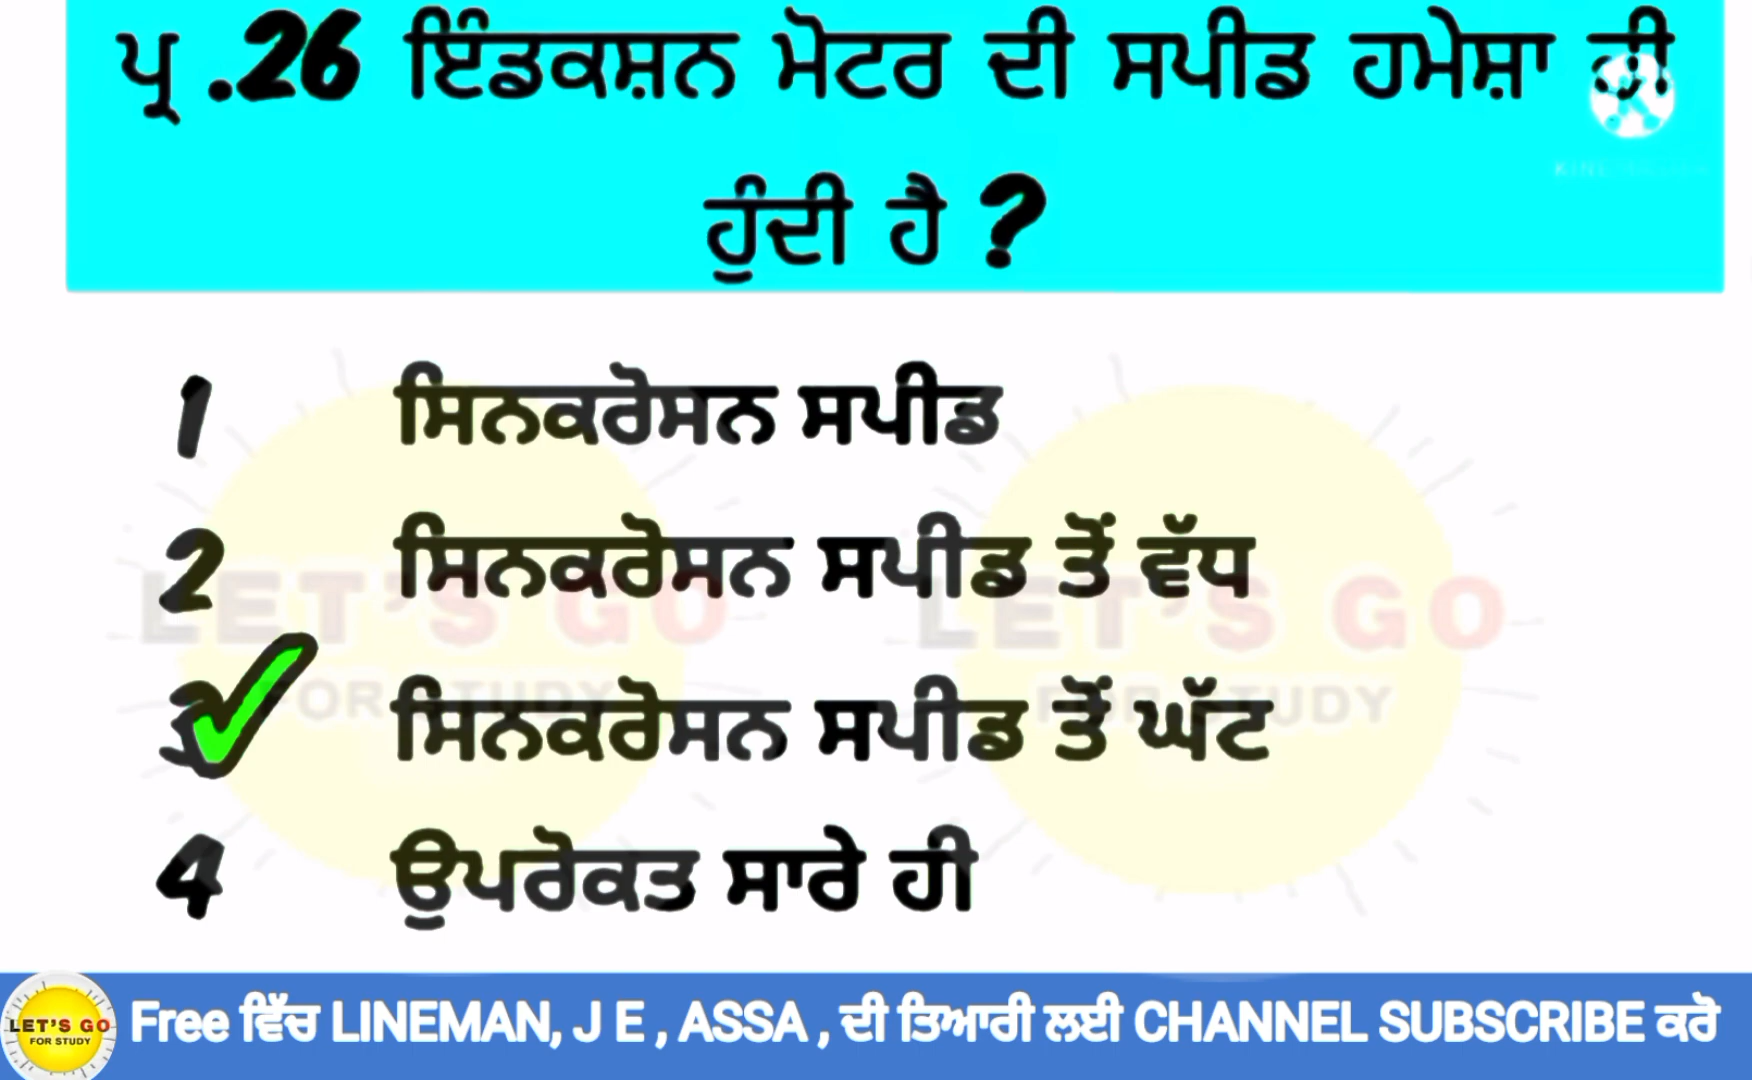 ਪ੍ਰ .26 ਇੰਡਕਸ਼ਨ ਮੋਟਰ ਦੀ ਸਪੀਡ ਹਮੇਸ਼ਾ ਹੀ
ਹੁੰਦੀ ਹੈ ?
1 ਸਿਨਕਰੋਸਨ ਸਪੀਡ
2 ਸਿਨਕਰੋਸਨ ਸਪੀਡ ਤੋਂ ਵੱਧ
3 ਸਿਨਕਰੋਸਨ ਸਪੀਡ ਤੋਂ ਘੱਟ
4 ਉਪਰੋਕਤ ਸਾਰੇ ਹੀ
LET'S GO LET'S GO
FOR STUDY FOR STUDY
LET'S GO
FOR STUDY
Free ਵਿੱਚ LINEMAN, J E , ASSA , ਦੀ ਤਿਆਰੀ ਲਈ CHANNEL SUBSCRIBE ਕਰੋ